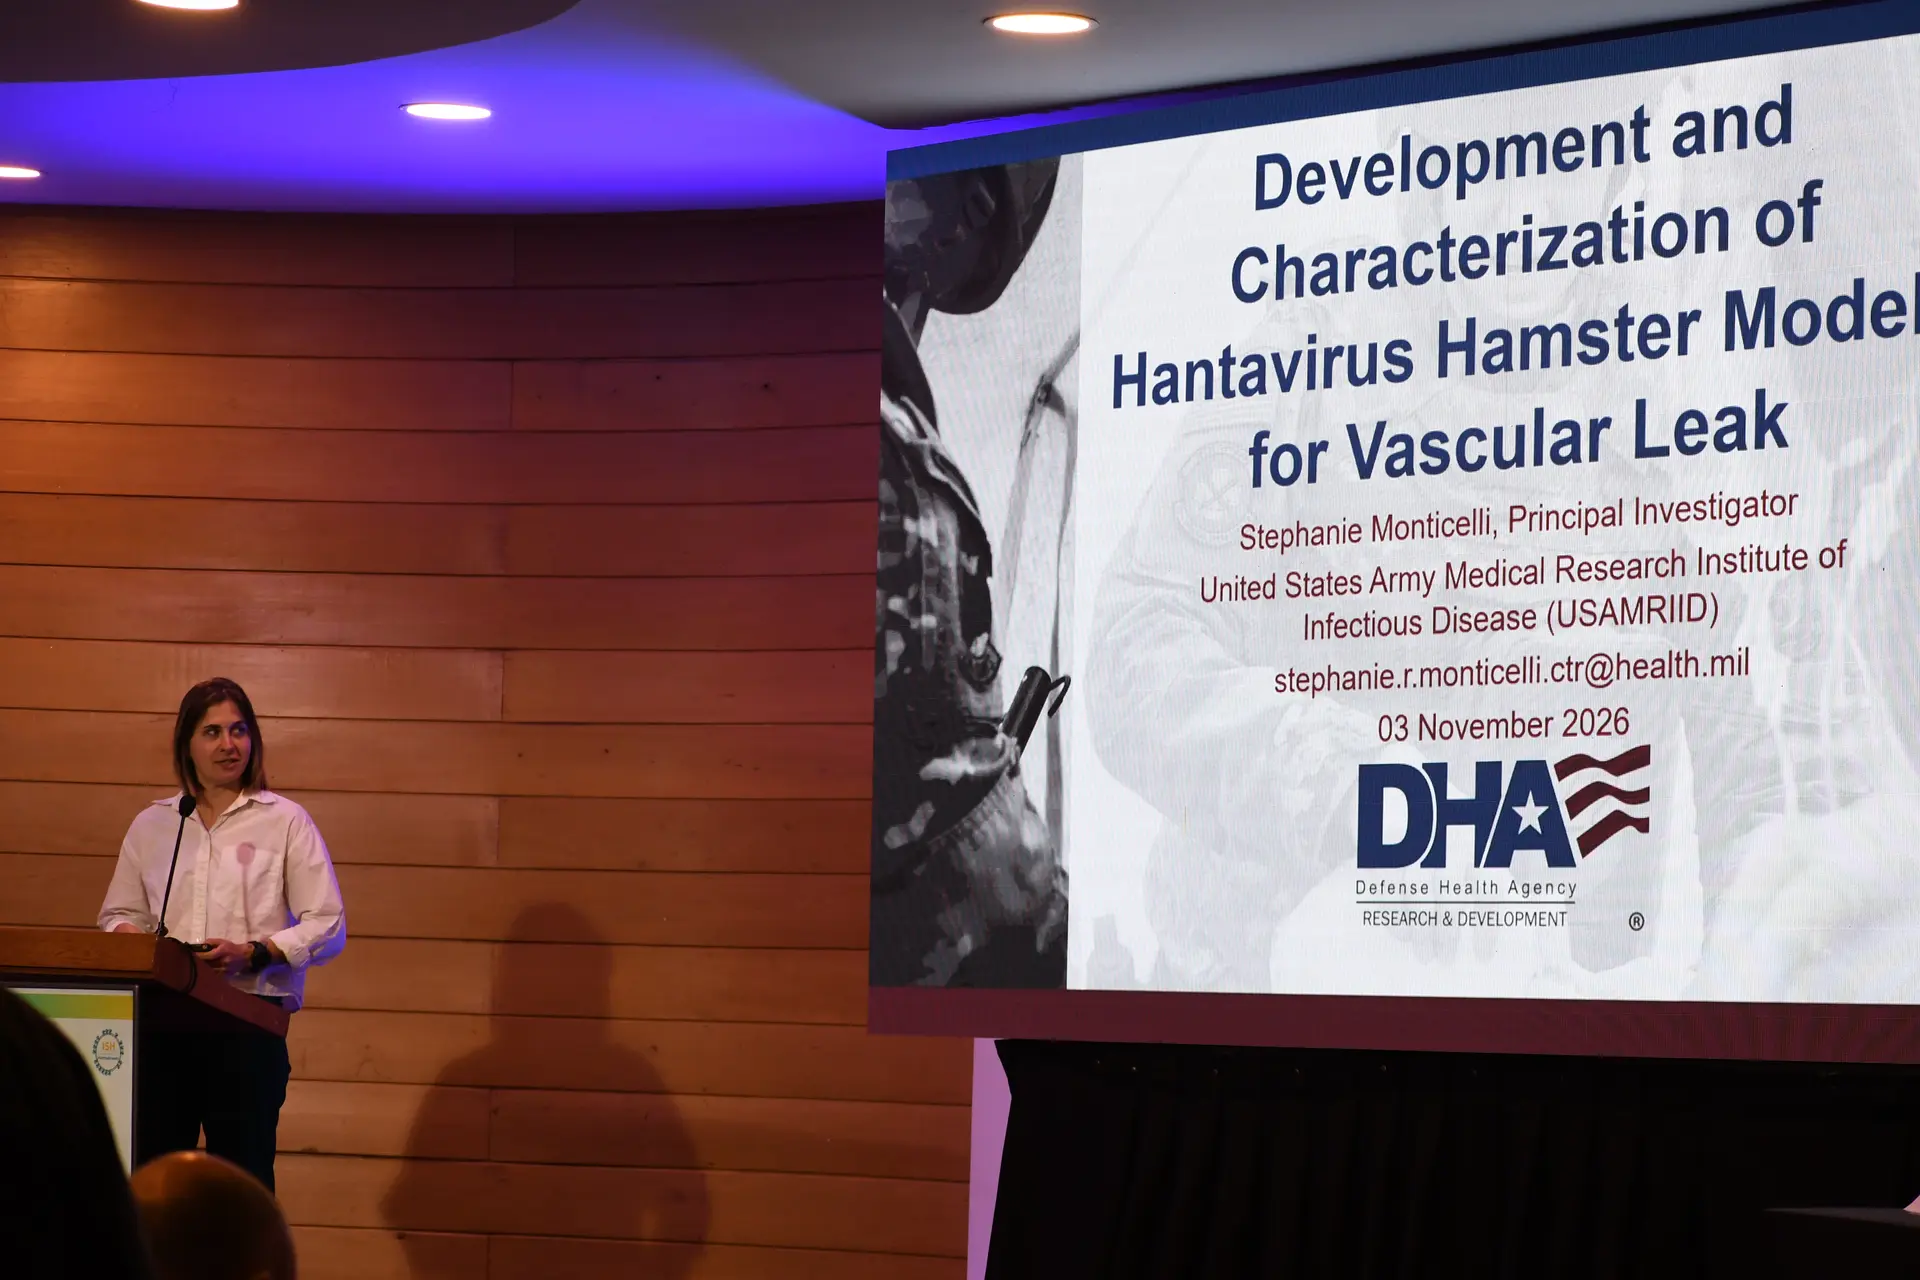 Development and
Characterization of
Hantavirus Hamster Model
for Vascular Leak
Stephanie Monticelli, Principal Investigator
United States Army Medical Research Institute of
Infectious Disease (USAMRIID)
stephanie.r.monticelli.ctr@health.mil
03 November 2026
DHA
Defense Health Agency
RESEARCH & DEVELOPMENT
®
ISH